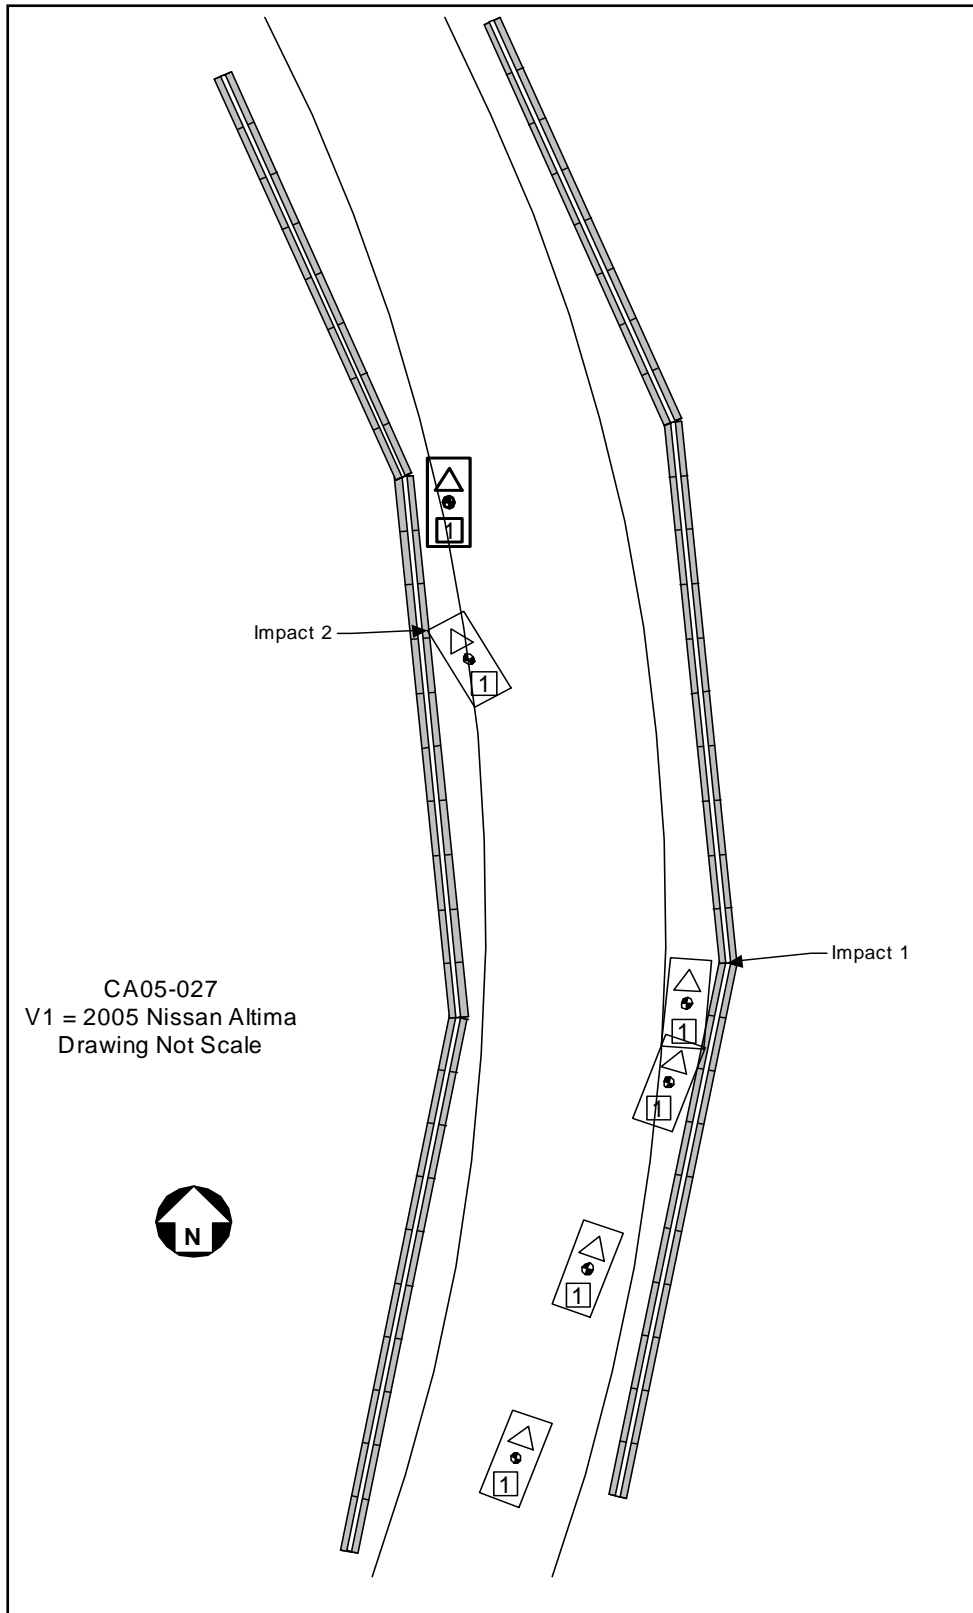 1
Impact 2
1
Impact 1
CA05-027
V1 = 2005 Nissan Altima
Drawing Not Scale
1
1
N
1
1